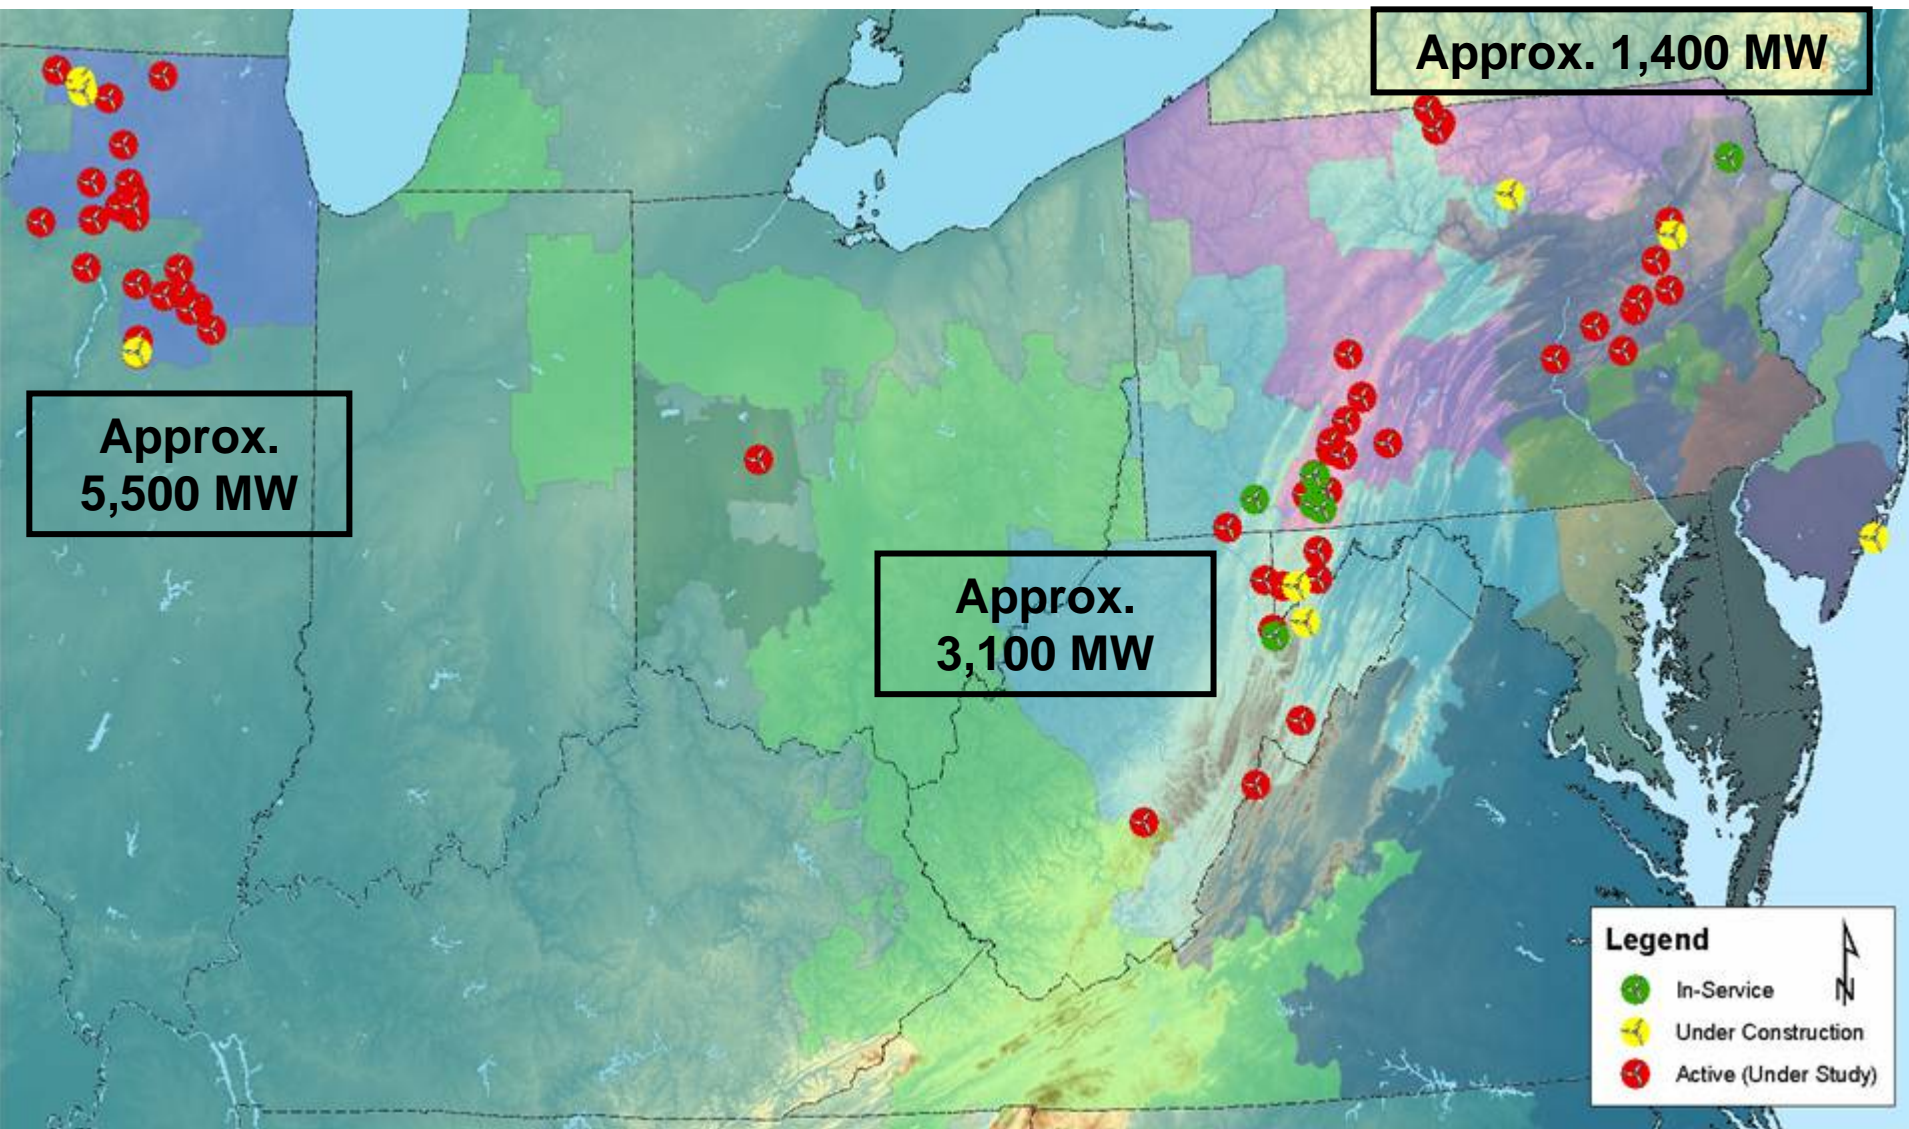 Approx. 1,400 MW
Approx.
5,500 MW
Approx.
3,100 MW
Legend
In-Service
N
Under Construction
Active (Under Study)